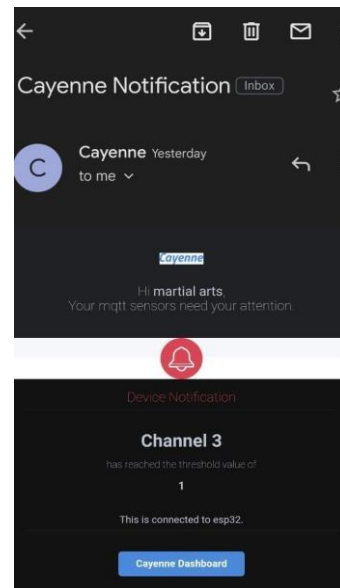 Cayenne Notification Inbox
C
Cayenne Yesterday
to me
Cayenne
Hi martial arts,
Your mqtt sensors need your attention.
Device Notification
Channel 3
has reached the threshold value of
1
This is connected to esp32.
Cayenne Dashboard